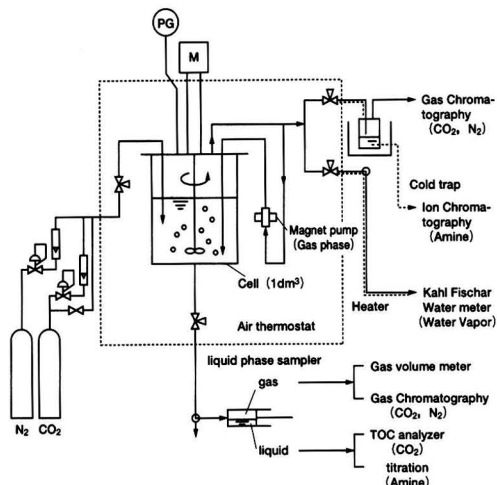 PG
M
Gas Chroma-
tography
(CO2, N2)
Cold trap
Ion Chroma-
tography
(Amine)
Magnet pump
(Gas phase)
Cell (1dm3)
Kahl Fischar
Water meter
(Water Vapor)
Heater
Air thermostat
liquid phase sampler
gas
Gas volume meter
Gas Chromatography
(CO2, N2)
liquid
TOC analyzer
(CO2)
titration
(Amine)
N2
CO2